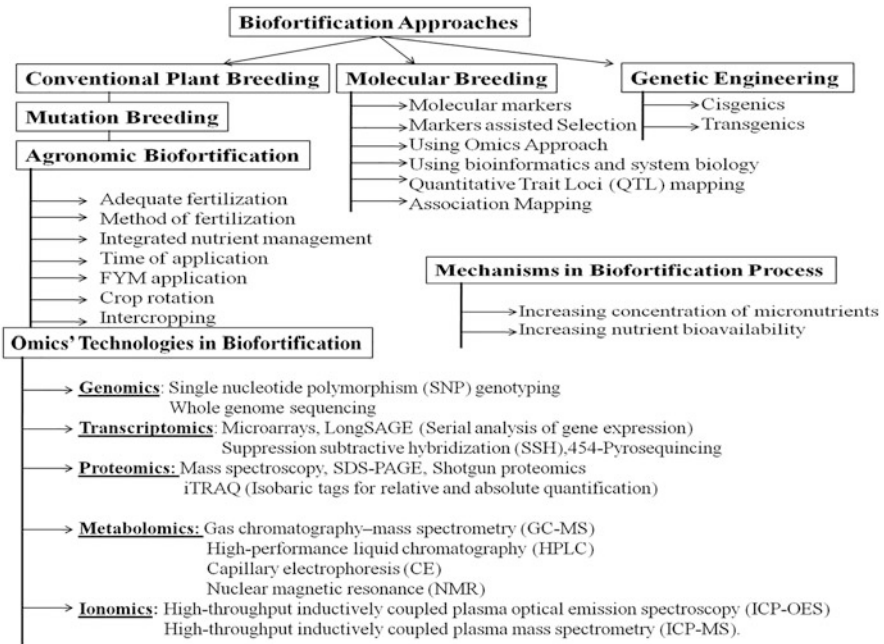 Biofortification Approaches
Conventional Plant Breeding
Mutation Breeding
Agronomic Biofortification
Adequate fertilization
Method of fertilization
Integrated nutrient management
Time of application
FYM application
Crop rotation
Intercropping
Molecular Breeding
Molecular markers
Markers assisted Selection
Using Omics Approach
Using bioinformatics and system biology
Quantitative Trait Loci (QTL) mapping
Association Mapping
Genetic Engineering
Cisgenics
Transgenics
Mechanisms in Biofortification Process
Increasing concentration of micronutrients
Increasing nutrient bioavailability
Omics' Technologies in Biofortification
Genomics: Single nucleotide polymorphism (SNP) genotyping
Whole genome sequencing
Transcriptomics: Microarrays, LongSAGE (Serial analysis of gene expression)
Suppression subtractive hybridization (SSH),454-Pyrosequincing
Proteomics: Mass spectroscopy, SDS-PAGE, Shotgun proteomics
iTRAQ (Isobaric tags for relative and absolute quantification)
Metabolomics: Gas chromatography–mass spectrometry (GC-MS)
High-performance liquid chromatography (HPLC)
Capillary electrophoresis (CE)
Nuclear magnetic resonance (NMR)
Ionomics: High-throughput inductively coupled plasma optical emission spectroscopy (ICP-OES)
High-throughput inductively coupled plasma mass spectrometry (ICP-MS).